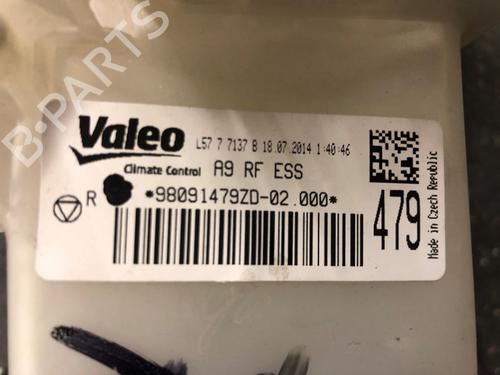 B-PARTS
Valeo
L57 7 7137 B 18.07.2014 1:40:46
Climate Control
A9 RF ESS
R
*98091479ZD-02.000*
479
Made in Czech Republic